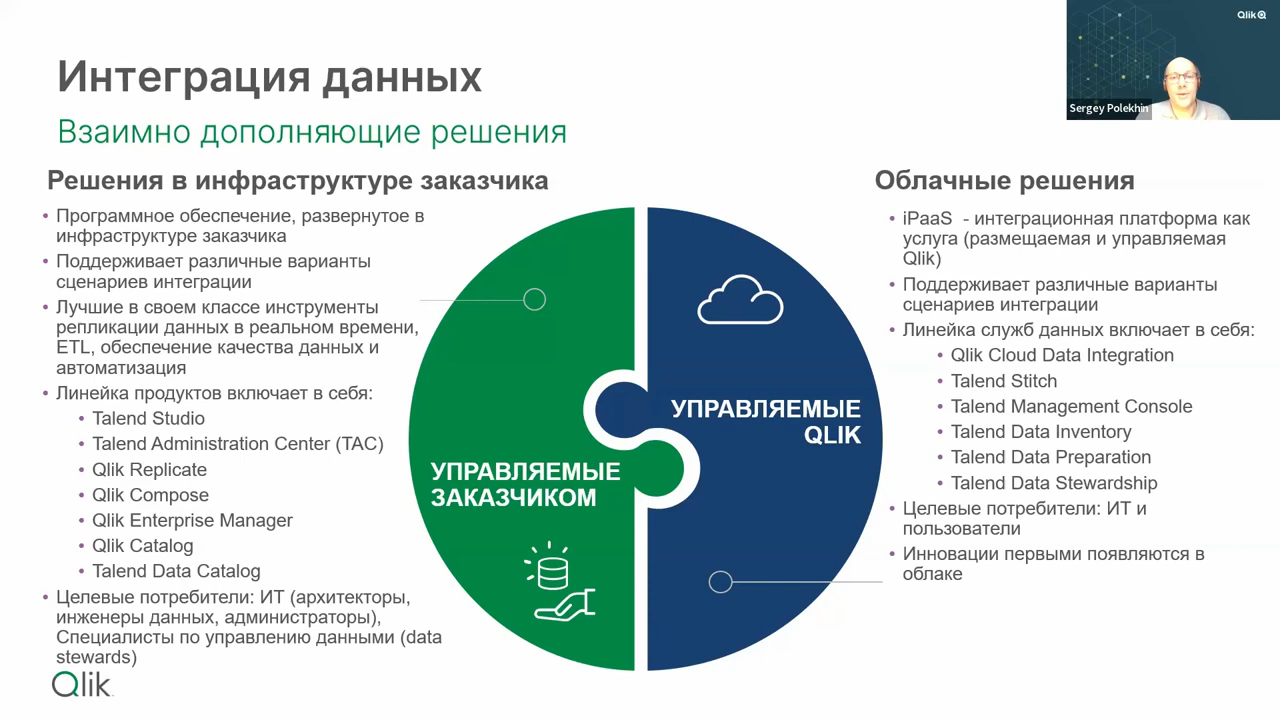 Интеграция данных
Взаимно дополняющие решения
Решения в инфраструктуре заказчика
• Программное обеспечение, развернутое в
инфраструктуре заказчика
• Поддерживает различные варианты
сценариев интеграции
• Лучшие в своем классе инструменты
репликации данных в реальном времени,
ETL, обеспечение качества данных и
автоматизация
• Линейка продуктов включает в себя:
• Talend Studio
• Talend Administration Center (TAC)
• Qlik Replicate
• Qlik Compose
• Qlik Enterprise Manager
• Qlik Catalog
• Talend Data Catalog
• Целевые потребители: ИТ (архитекторы,
инженеры данных, администраторы),
Специалисты по управлению данными (data
stewards)
Qlik
УПРАВЛЯЕМЫЕ
ЗАКАЗЧИКОМ
УПРАВЛЯЕМЫЕ
QLIK
Облачные решения
• iPaaS - интеграционная платформа как
услуга (размещаемая и управляемая
Qlik)
• Поддерживает различные варианты
сценариев интеграции
• Линейка служб данных включает в себя:
• Qlik Cloud Data Integration
• Talend Stitch
• Talend Management Console
• Talend Data Inventory
• Talend Data Preparation
• Talend Data Stewardship
• Целевые потребители: ИТ и
пользователи
• Инновации первыми появляются в
облаке
Qlik
Sergey Polekhin